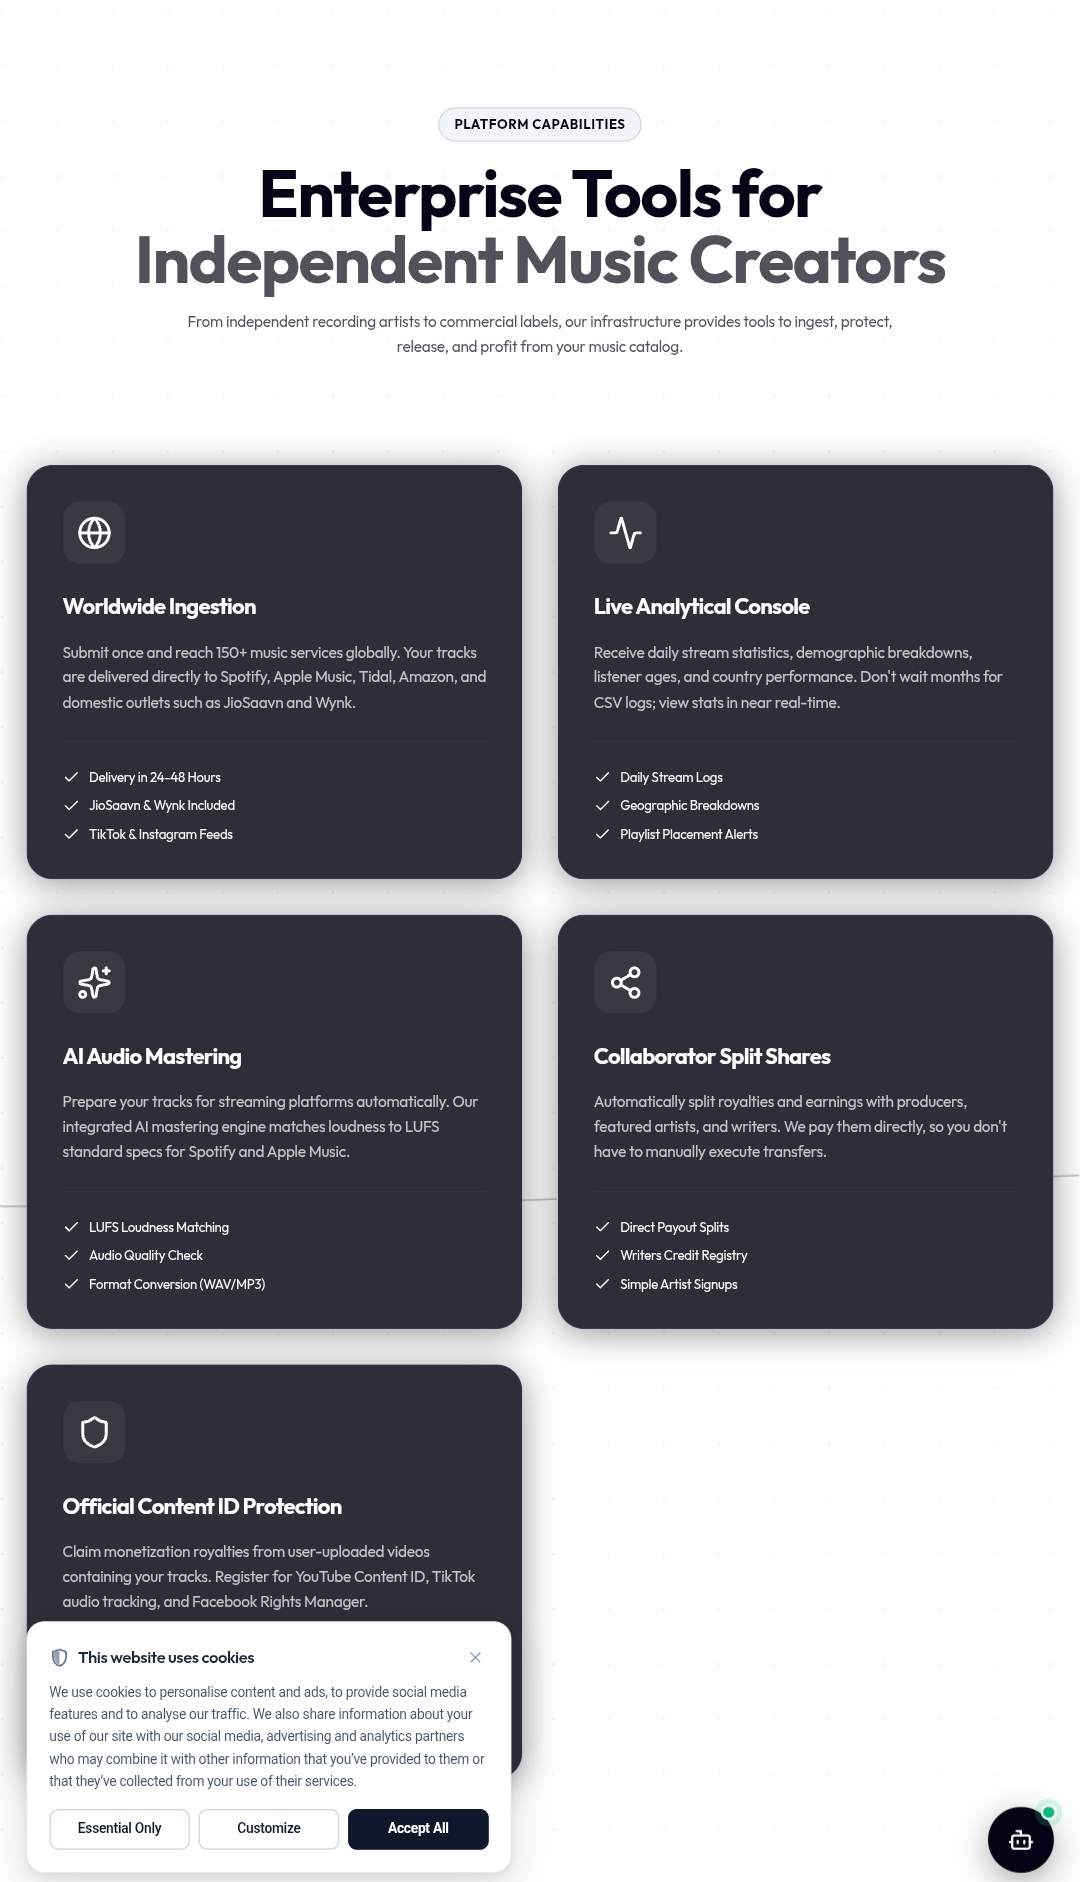 PLATFORM CAPABILITIES
Enterprise Tools for
Independent Music Creators
From independent recording artists to commercial labels, our infrastructure provides tools to ingest, protect,
release, and profit from your music catalog.
Worldwide Ingestion
Submit once and reach 150+ music services globally. Your tracks
are delivered directly to Spotify, Apple Music, Tidal, Amazon, and
domestic outlets such as JioSaavn and Wynk.
Delivery in 24-48 Hours
JioSaavn & Wynk Included
TikTok & Instagram Feeds
Live Analytical Console
Receive daily stream statistics, demographic breakdowns,
listener ages, and country performance. Don't wait months for
CSV logs; view stats in near real-time.
Daily Stream Logs
Geographic Breakdowns
Playlist Placement Alerts
AI Audio Mastering
Prepare your tracks for streaming platforms automatically. Our
integrated AI mastering engine matches loudness to LUFS
standard specs for Spotify and Apple Music.
LUFS Loudness Matching
Audio Quality Check
Format Conversion (WAV/MP3)
Collaborator Split Shares
Automatically split royalties and earnings with producers,
featured artists, and writers. We pay them directly, so you don't
have to manually execute transfers.
Direct Payout Splits
Writers Credit Registry
Simple Artist Signups
Official Content ID Protection
Claim monetization royalties from user-uploaded videos
containing your tracks. Register for YouTube Content ID, TikTok
audio tracking, and Facebook Rights Manager.
This website uses cookies
We use cookies to personalise content and ads, to provide social media
features and to analyse our traffic. We also share information about your
use of our site with our social media, advertising and analytics partners
who may combine it with other information that you've provided to them or
that they've collected from your use of their services.
Essential Only
Customize
Accept All